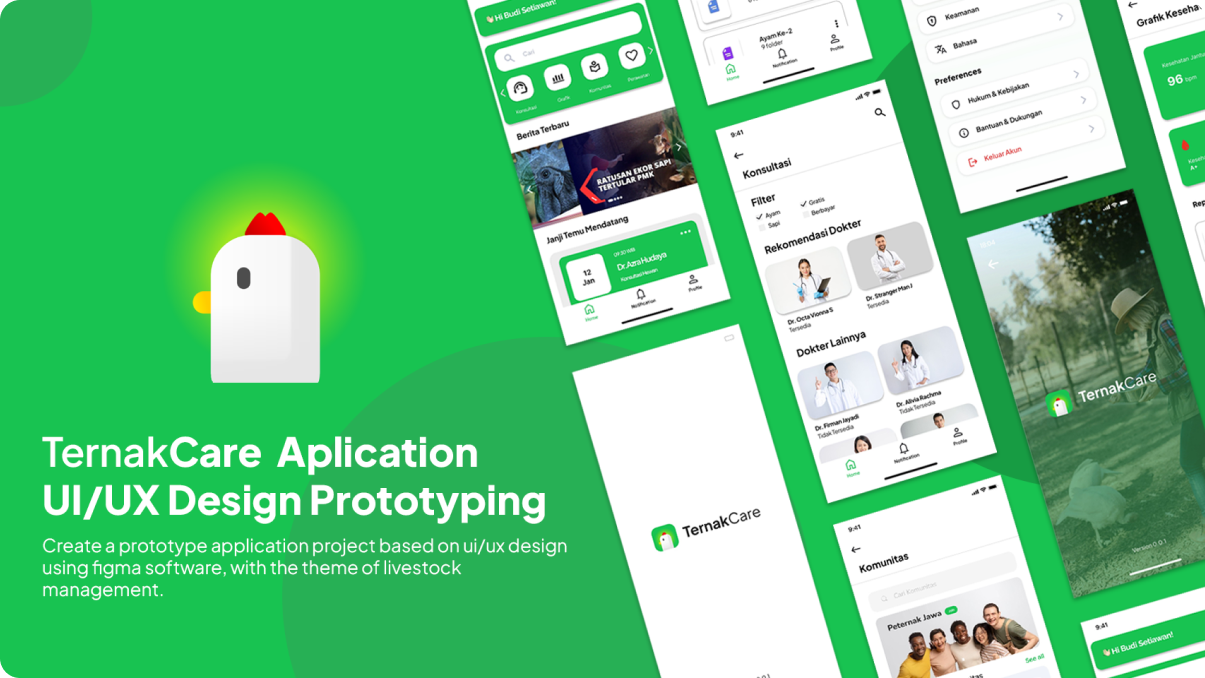 TernakCare Aplication
UI/UX Design Prototyping
Create a prototype application project based on ui/ux design
using figma software, with the theme of livestock
management.
Hi Budi Setiawan!
Cari
Konsultasi
Grafik
Komunitas
Perawatan
Berita Terbaru
RATUSAN EKOR SAPI
TERTULAR PMK
Janji Temu Mendatang
12
Jan
Dr. Azra Hudaya
Konsultasi Hewan
Home
Notification
Profile
Ayam Ke-2
9 folder
Home
Notification
Profile
9:41
Konsultasi
Filter
Ayam
Gratis
Sapi
Berbayar
Rekomendasi Dokter
Dr. Octa Vionna S
Tersedia
Dr. Stranger Man J
Tersedia
Dokter Lainnya
Dr. Firman Jayadi
Tidak Tersedia
Dr. Alivia Rachma
Tidak Tersedia
Home
Notification
Profile
Keamanan
Bahasa
Preferences
Hukum & Kebijakan
Bantuan & Dukungan
Keluar Akun
Grafik Keseha
Kesehatan Jantu
96 bpm
A+
TernakCare
Version 0.0.1
TernakCare
9:41
Komunitas
Cari Komunitas
Peternak Jawa
See all
9:41
Hi Budi Setiawan!